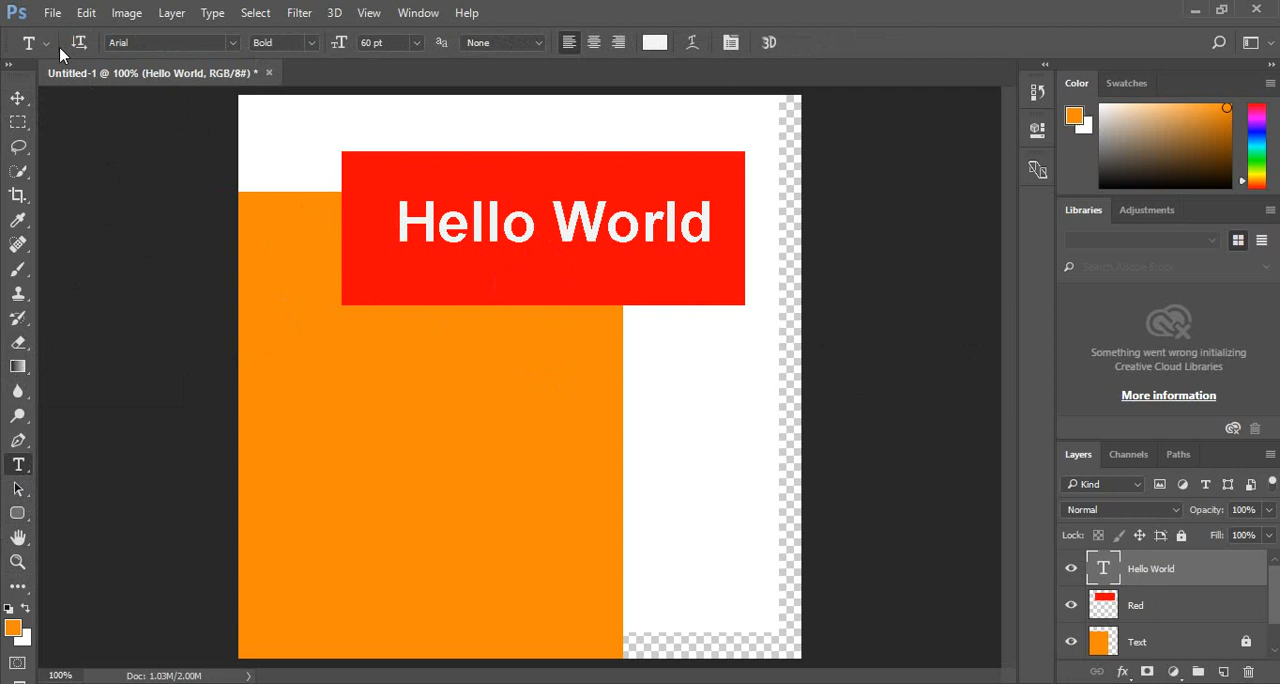 Ps File Edit Image Layer Type Select Filter 3D View Window Help
T Arial Bold 60 pt aa None 3D
Untitled-1 @ 100% (Hello World, RGB/8#) * ×
Color Swatches
Hello World
Libraries Adjustments
Search Adobe Stock
Something went wrong initializing
Creative Cloud Libraries
More information
Layers Channels Paths
Kind
Normal Opacity: 100%
Lock: Fill: 100%
T Hello World
Red
Text
fx
100% Doc: 1.03M/2.00M